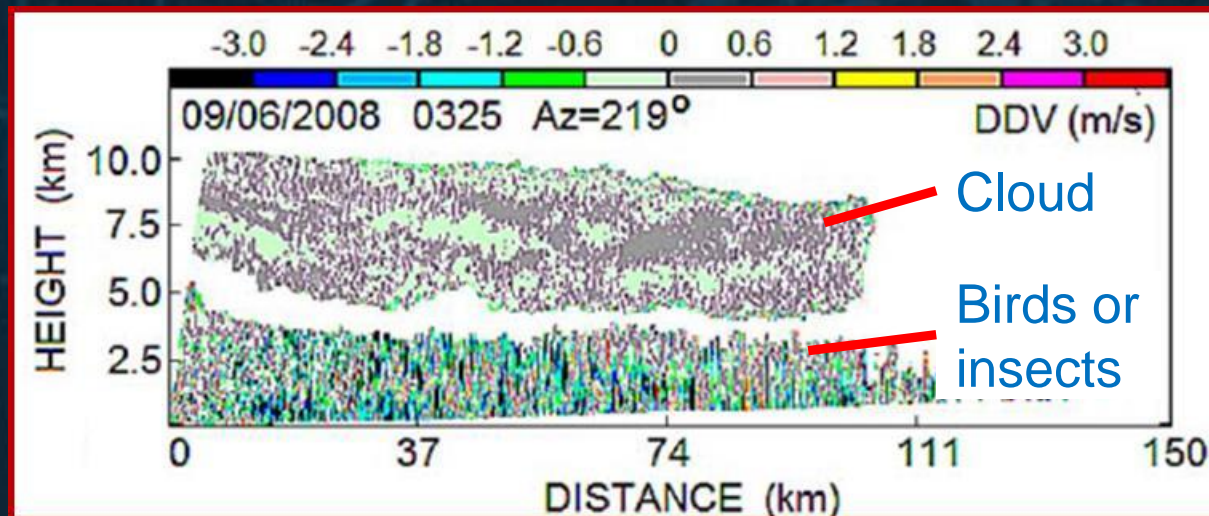 -3.0 -2.4 -1.8 -1.2 -0.6 0 0.6 1.2 1.8 2.4 3.0
09/06/2008 0325 Az=219° DDV (m/s)
HEIGHT (km)
10.0
7.5
5.0
2.5
Cloud
Birds or
insects
0 37 74 111 150
DISTANCE (km)